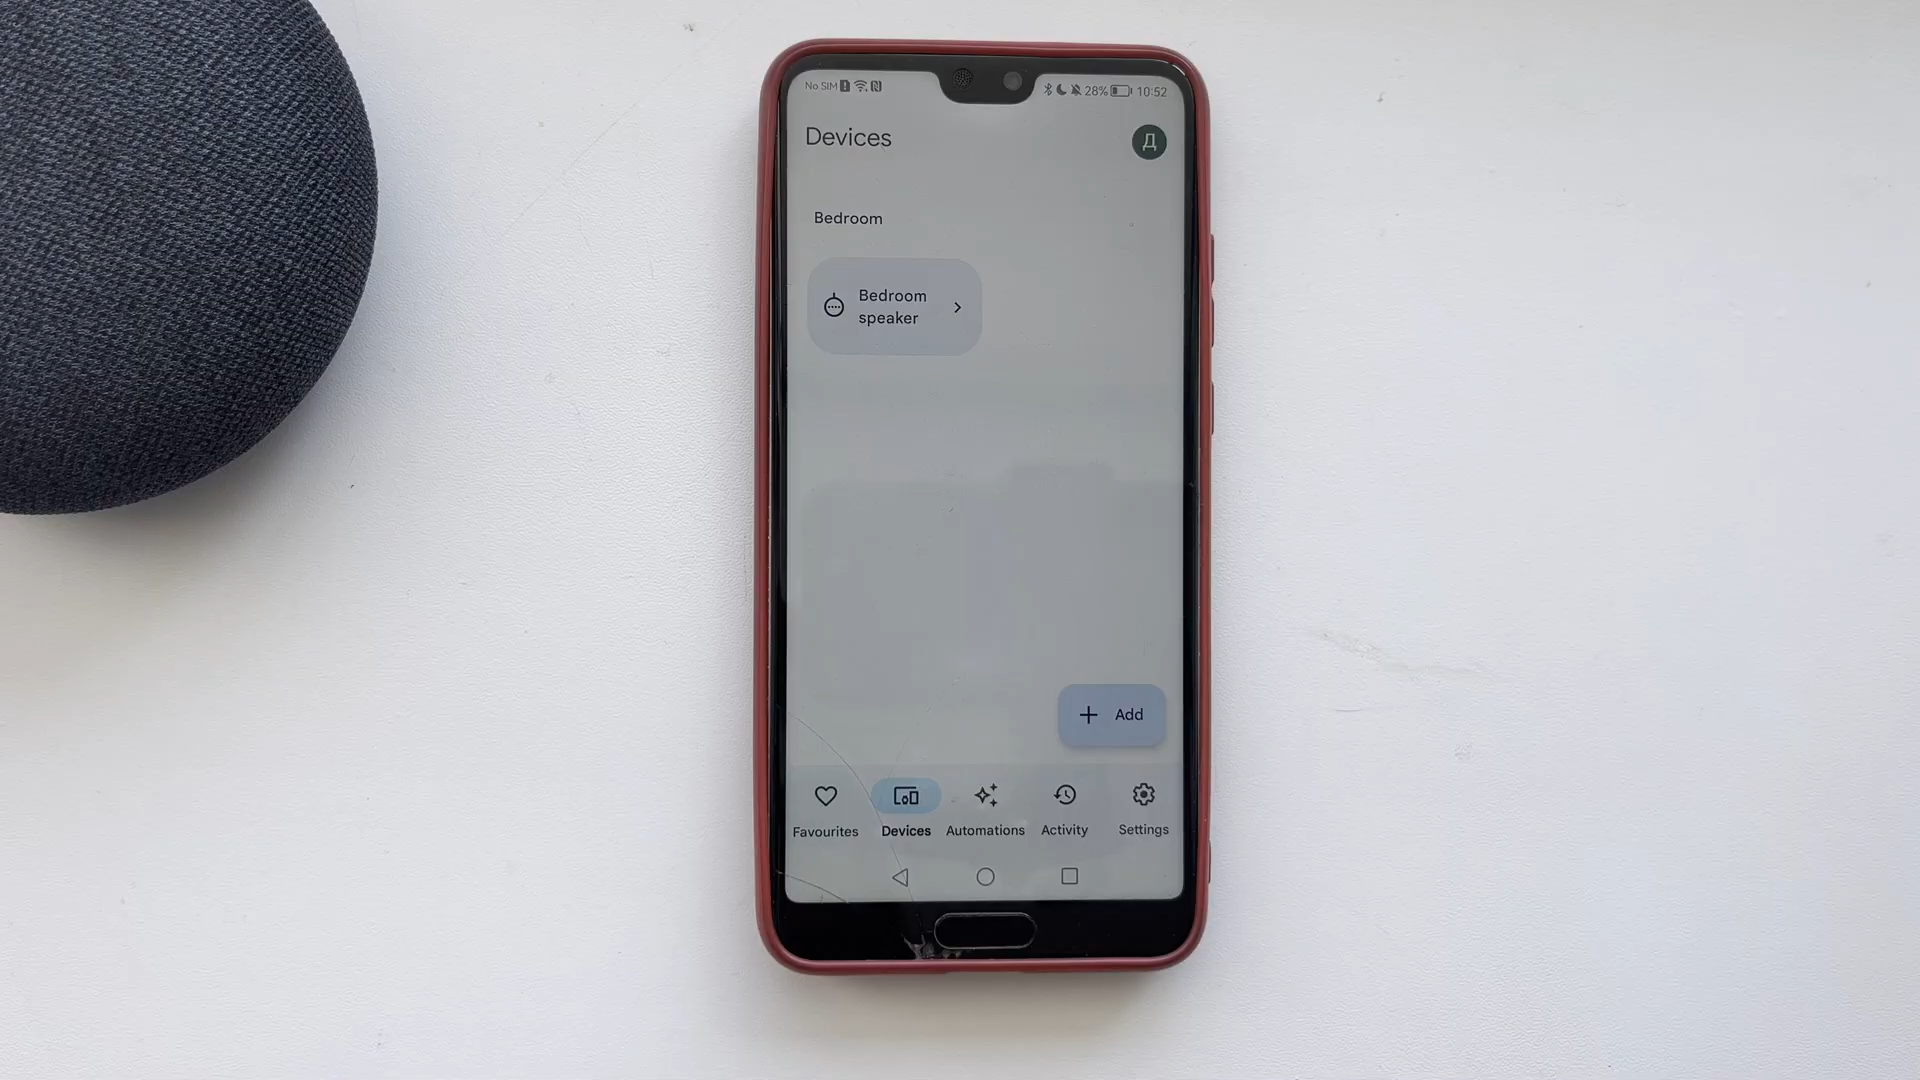 No SIM 28% 10:52
Devices
Д
Bedroom
Bedroom
speaker
Add
Favourites Devices Automations Activity Settings